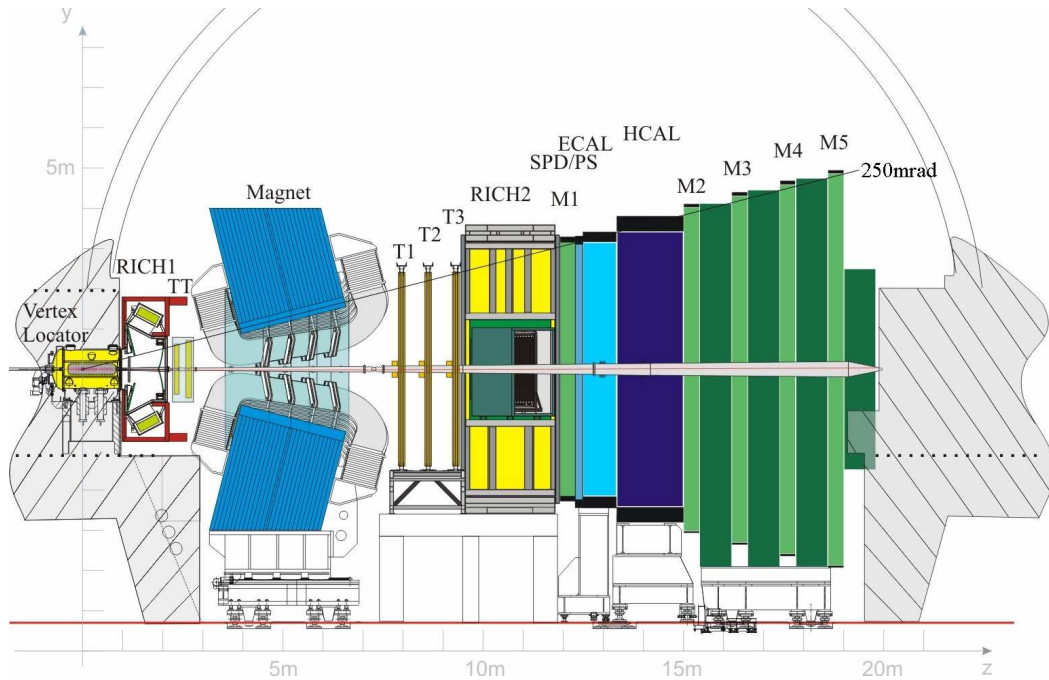 y
HCAL
ECAL
SPD/PS
M5
M4
M3
5m
250mrad
M2
M1
RICH2
Magnet
T3
T2
T1
RICH1
TT
Vertex
Locator
5m
10m
15m
20m
z